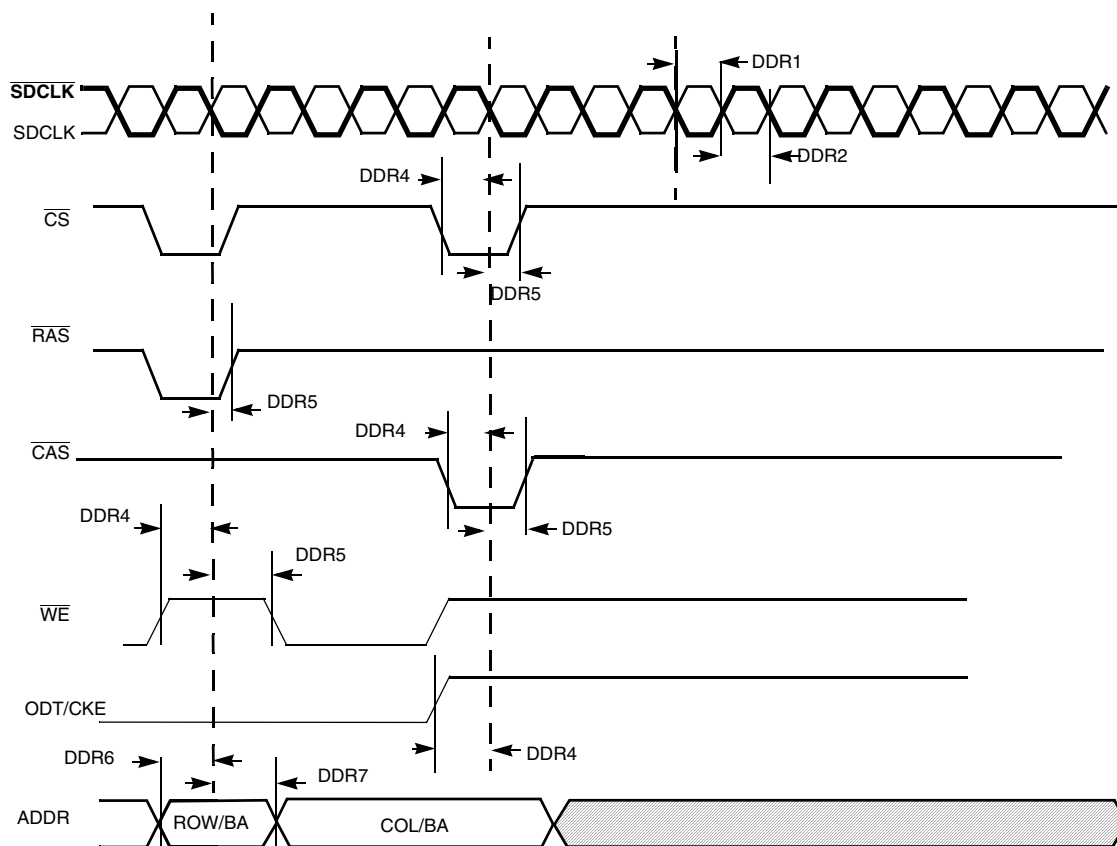 DDR1
SDCLK
SDCLK
DDR2
DDR4
CS
DDR5
RAS
DDR5
DDR4
CAS
DDR4
DDR5
DDR5
WE
ODT/CKE
DDR4
DDR6
DDR7
ADDR
ROW/BA
COL/BA